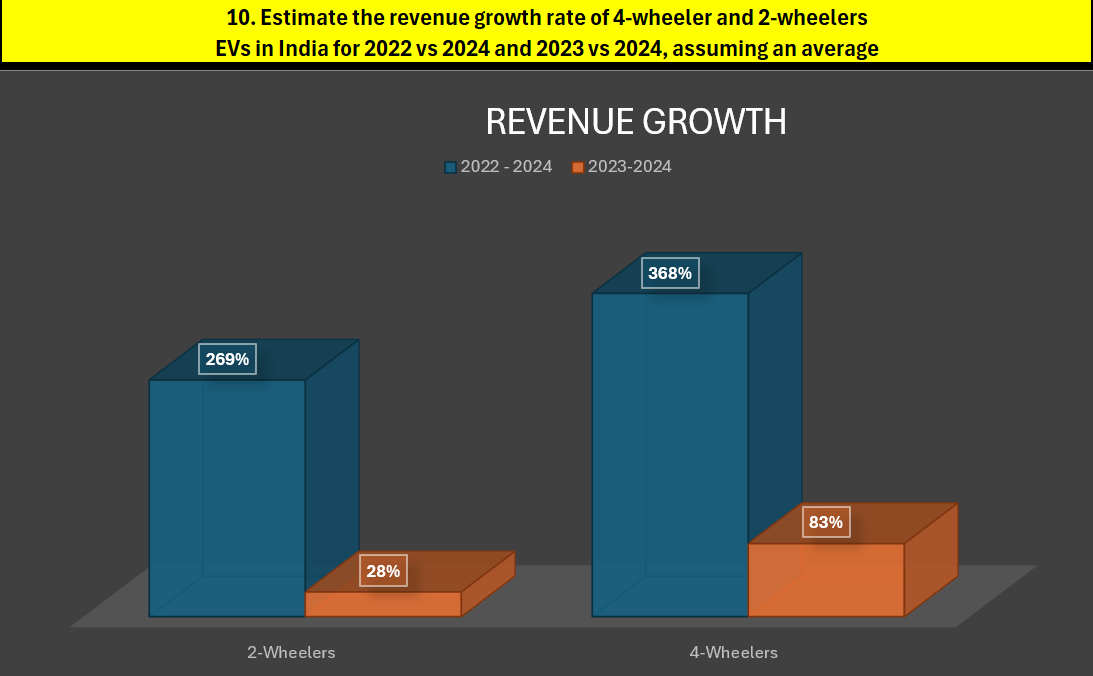 10. Estimate the revenue growth rate of 4-wheeler and 2-wheelers
EVs in India for 2022 vs 2024 and 2023 vs 2024, assuming an average
REVENUE GROWTH
2022 - 2024 2023-2024
368%
269%
83%
28%
2-Wheelers 4-Wheelers